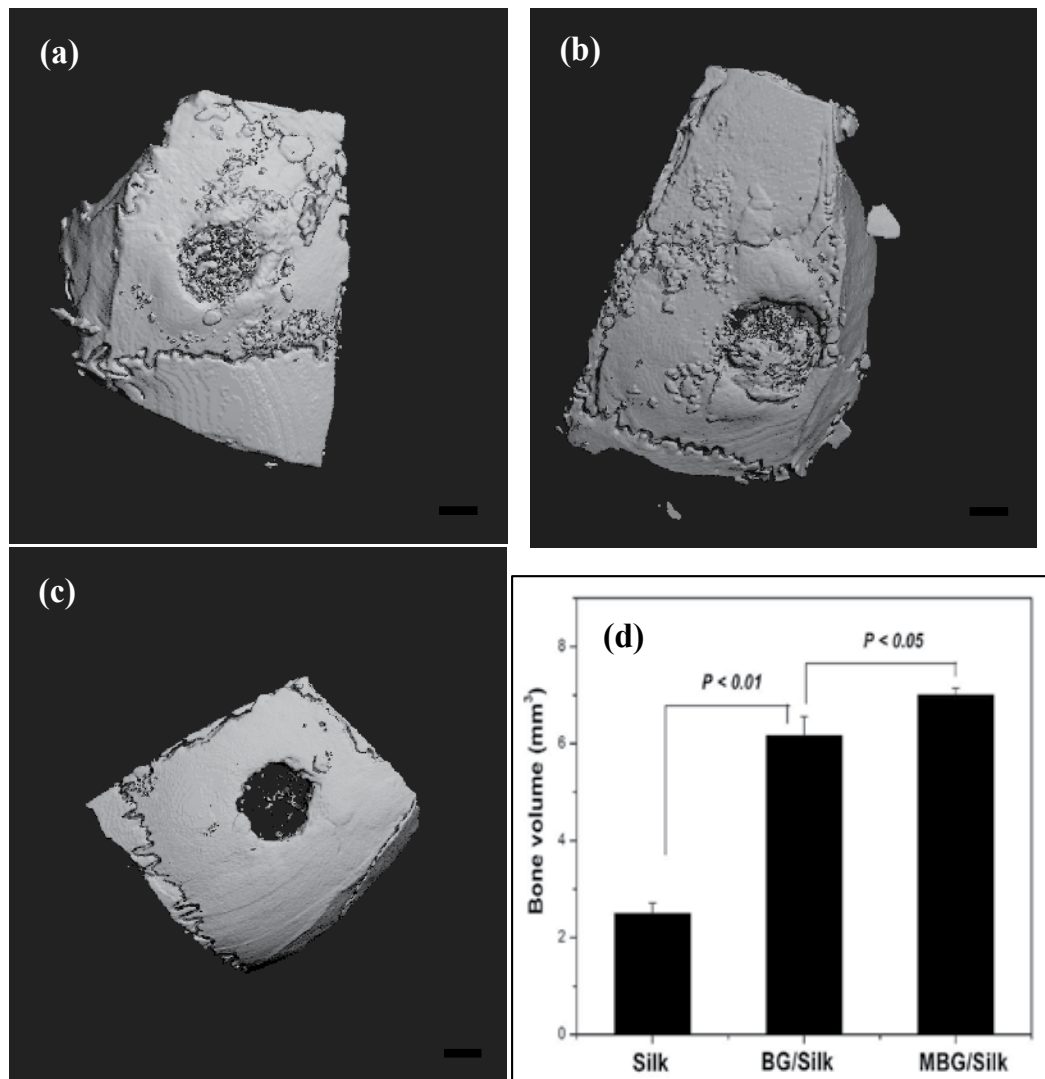 (a)
(b)
(c)
(d)
Bone volume (mm³)
8
6
4
2
0
P < 0.01
P < 0.05
Silk
BG/Silk
MBG/Silk